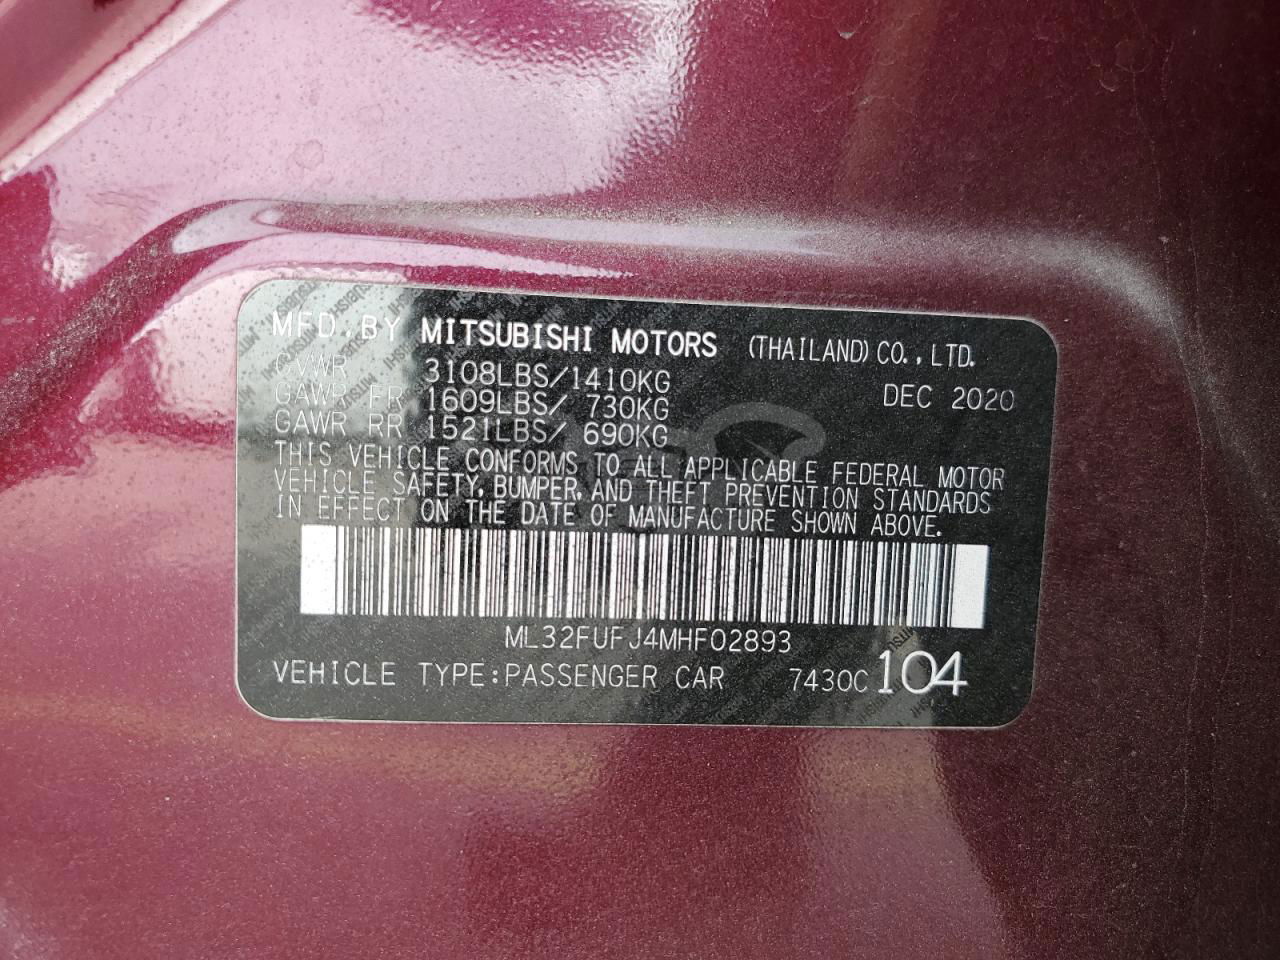 MFD. BY MITSUBISHI MOTORS (THAILAND) CO., LTD.
GVWR 3108LBS/1410KG DEC 2020
GAWR FR 1609LBS/ 730KG
GAWR RR 1521LBS/ 690KG
THIS VEHICLE CONFORMS TO ALL APPLICABLE FEDERAL MOTOR
VEHICLE SAFETY, BUMPER, AND THEFT PREVENTION STANDARDS
IN EFFECT ON THE DATE OF MANUFACTURE SHOWN ABOVE.
ML32FUFJ4MHF02893
VEHICLE TYPE:PASSENGER CAR 7430C 104